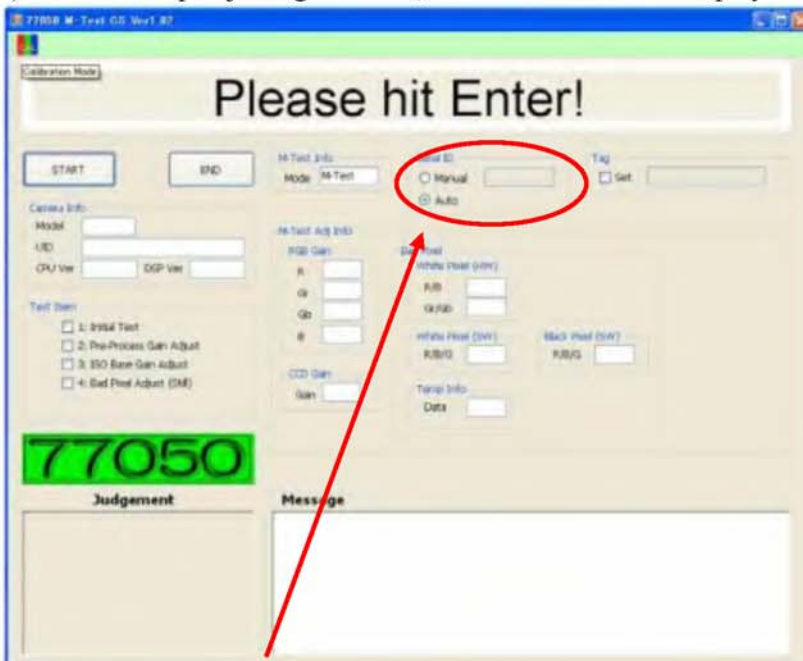 77050 M-Test GS Ver1.02
Calibration Mode
Please hit Enter!
START
END
M-Test Info
Mode M-Test
Serial ID
Manual
Auto
Tag
Set
Camera Info
Model
UID
CPU Ver
DSP Ver
Test Item
1: Initial Test
2: Pre-Process Gain Adjust
3: ISO Base Gain Adjust
4: Bad Pixel Adjust (SMI)
M-Test Adj Info
RGB Gain
R
Gr
Gb
B
CCD Gain
Gain
Bad Pixel
White Pixel (HW)
R/B
Gr/Gb
White Pixel (SW)
R/B/G
Black Pixel (SW)
R/B/G
Temp Info
Data
77050
Judgement
Message